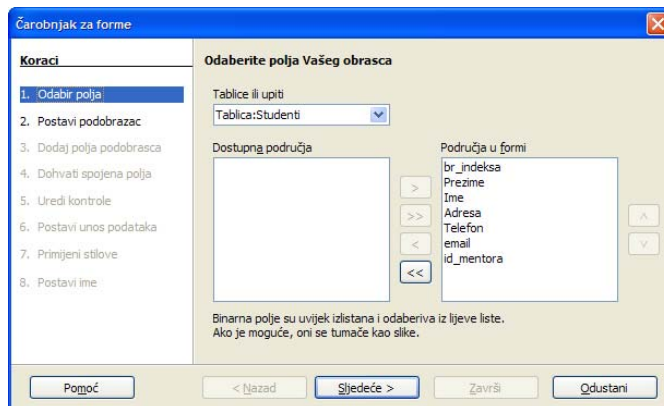 Čarobnjak za forme
Koraci
1. Odabir polja
2. Postavi podobrazac
3. Dodaj polja podobrasca
4. Dohvati spojena polja
5. Uredi kontrole
6. Postavi unos podataka
7. Primijeni stilove
8. Postavi ime
Odaberite polja Vašeg obrasca
Tablice ili upiti
Tablica:Studenti
Dostupna područja
Područja u formi
br_indeksa
Prezime
Ime
Adresa
Telefon
email
id_mentora
>
>>
<
<<
Binarna polje su uvijek izlistana i odaberiva iz lijeve liste.
Ako je moguće, oni se tumače kao slike.
Pomoć
< Nazad
Sljedeće >
Završi
Odustani